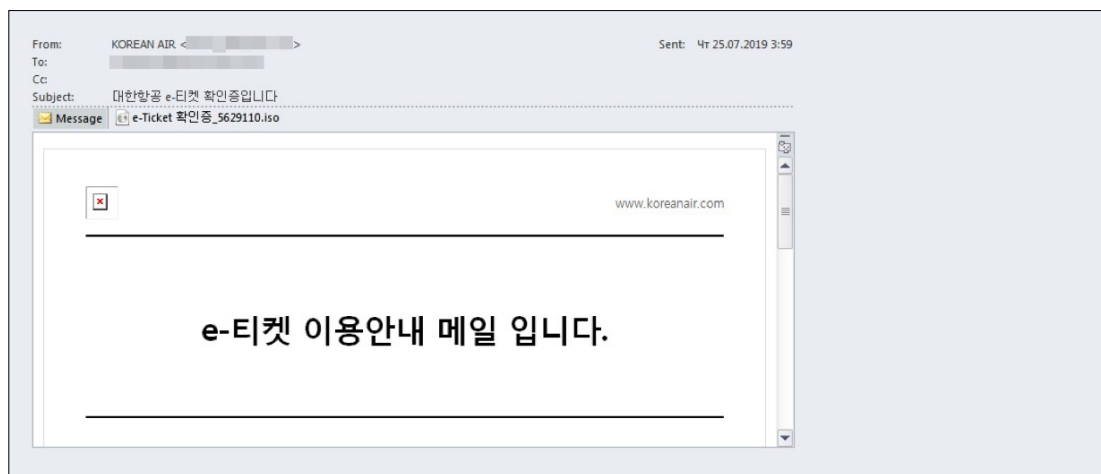 From: KOREAN AIR < > Sent: Чт 25.07.2019 3:59
To:
Cc:
Subject: 대한항공 e-티켓 확인증입니다
Message e-Ticket 확인증_5629110.iso
www.koreanair.com
e-티켓 이용안내 메일 입니다.